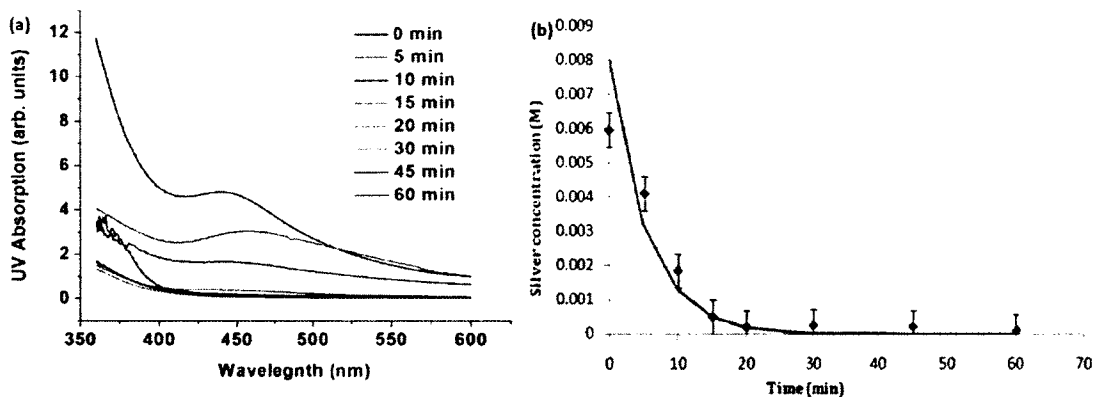 (a)
UV Absorption (arb. units)
12
10
8
6
4
2
0
350
400
450
500
550
600
Wavelegnth (nm)
0 min
5 min
10 min
15 min
20 min
30 min
45 min
60 min
(b)
Silver concentration (M)
0.009
0.008
0.007
0.006
0.005
0.004
0.003
0.002
0.001
0
0
10
20
30
40
50
60
70
Time (min)